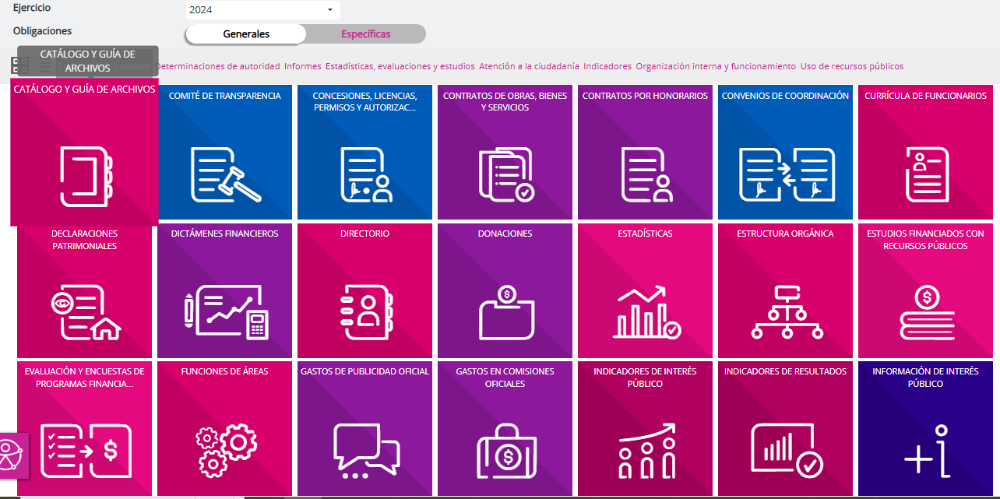 Ejercicio
2024
Obligaciones
Generales
Específicas
CATÁLOGO Y GUÍA DE
ARCHIVOS
Determinaciones de autoridad Informes Estadísticas, evaluaciones y estudios Atención a la ciudadanía Indicadores Organización interna y funcionamiento Uso de recursos públicos
CATÁLOGO Y GUÍA DE ARCHIVOS
COMITÉ DE TRANSPARENCIA
CONCESIONES, LICENCIAS,
PERMISOS Y AUTORIZAC...
CONTRATOS DE OBRAS, BIENES
Y SERVICIOS
CONTRATOS POR HONORARIOS
CONVENIOS DE COORDINACIÓN
CURRÍCULA DE FUNCIONARIOS
DECLARACIONES
PATRIMONIALES
DICTÁMENES FINANCIEROS
DIRECTORIO
DONACIONES
ESTADÍSTICAS
ESTRUCTURA ORGÁNICA
ESTUDIOS FINANCIADOS CON
RECURSOS PÚBLICOS
EVALUACIÓN Y ENCUESTAS DE
PROGRAMAS FINANCIA...
FUNCIONES DE ÁREAS
GASTOS DE PUBLICIDAD OFICIAL
GASTOS EN COMISIONES
OFICIALES
INDICADORES DE INTERÉS
PÚBLICO
INDICADORES DE RESULTADOS
INFORMACIÓN DE INTERÉS
PÚBLICO